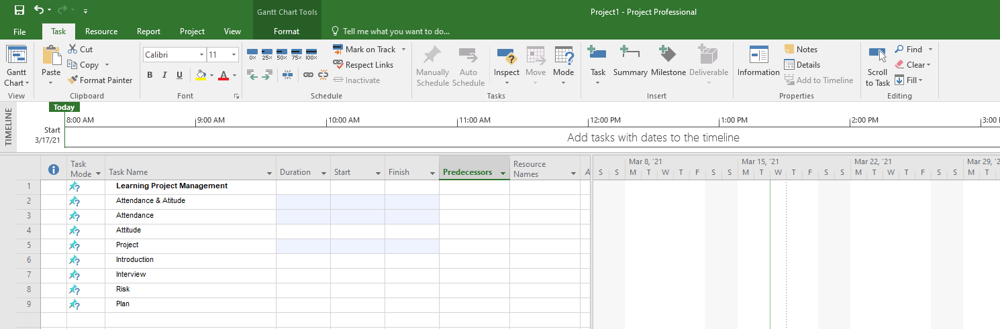 Gantt Chart Tools
Project1 - Project Professional
File Task Resource Report Project View Format Tell me what you want to do...
Gantt Chart
View
Paste
Cut
Copy
Format Painter
Clipboard
Calibri 11
B I U A
Font
0% 25% 50% 75% 100%
Mark on Track
Respect Links
Inactivate
Schedule
Manually Schedule
Auto Schedule
Inspect
Move
Mode
Tasks
Task
Summary
Milestone
Deliverable
Insert
Information
Notes
Details
Add to Timeline
Properties
Scroll to Task
Find
Clear
Fill
Editing
TIMELINE
Today
Start
3/17/21
8:00 AM 9:00 AM 10:00 AM 11:00 AM 12:00 PM 1:00 PM 2:00 PM 3:00
Add tasks with dates to the timeline
Task Mode Task Name Duration Start Finish Predecessors Resource Names A
Mar 8, '21 Mar 15, '21 Mar 22, '21 Mar 29, '21
S S M T W T F S S M T W T F S S M T W T F S S M T
1 Learning Project Management
2 Attendance & Atitude
3 Attendance
4 Attitude
5 Project
6 Introduction
7 Interview
8 Risk
9 Plan